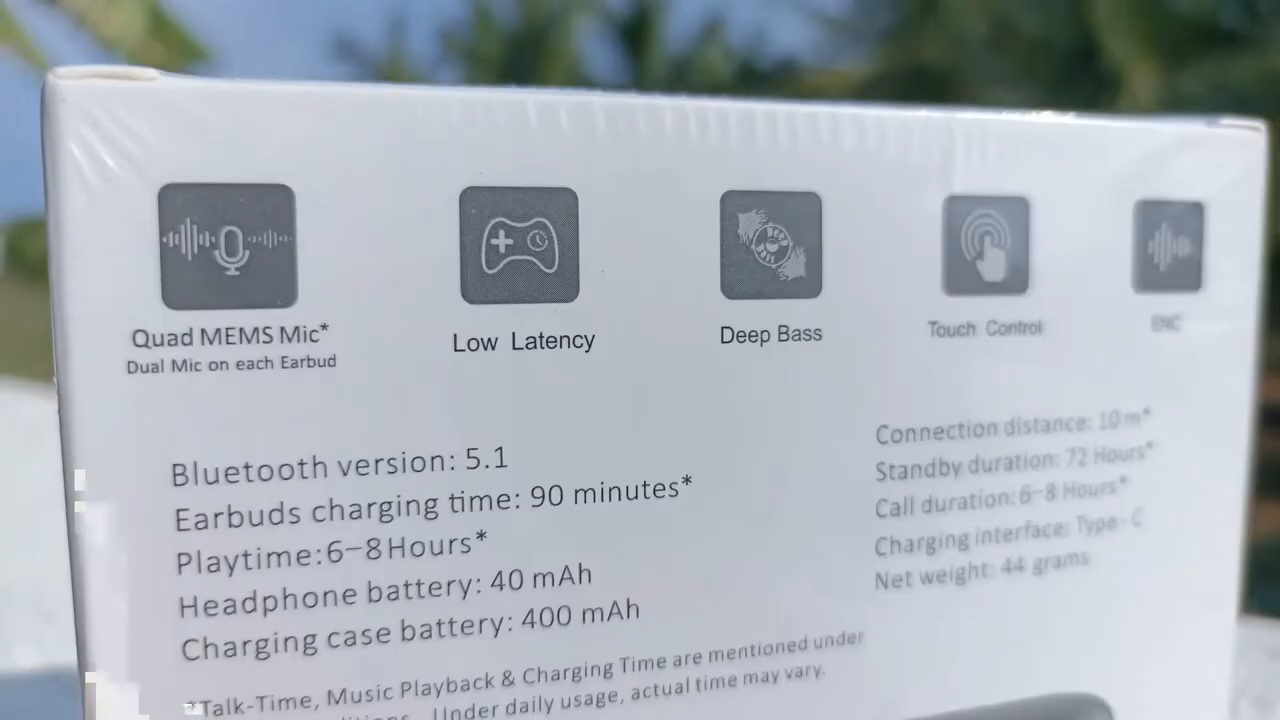 Quad MEMS Mic*
Dual Mic on each Earbud
Low Latency
Deep Bass
Touch Control
ENC
Bluetooth version: 5.1
Earbuds charging time: 90 minutes*
Playtime:6–8Hours*
Headphone battery: 40 mAh
Charging case battery: 400 mAh
Connection distance: 10m*
Standby duration: 72 Hours*
Call duration:6–8 Hours*
Charging interface: Type-C
Net weight: 44 grams
*Talk-Time, Music Playback & Charging Time are mentioned under
Under daily usage, actual time may vary.